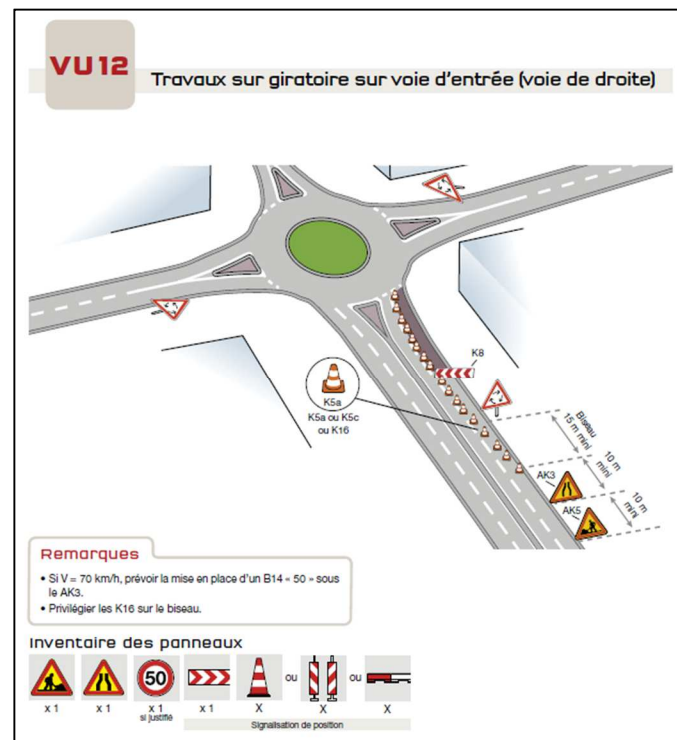 VU12
Travaux sur giratoire sur voie d'entrée (voie de droite)
K8
K5a
K5a ou K5c
ou K16
Biseau
15 m mini
10 m
mini
AK3
10 m
mini
AK5
Remarques
• Si V = 70 km/h, prévoir la mise en place d'un B14 « 50 » sous
le AK3.
• Privilégier les K16 sur le biseau.
Inventaire des panneaux
50
ou
ou
x 1
x 1
x 1
si justifié
x 1
X
X
X
Signalisation de position